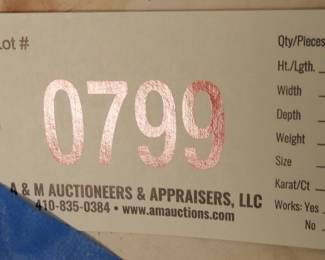 Lot #
0799
A & M AUCTIONEERS & APPRAISERS, LLC
410-835-0384 • www.amauctions.com
Qty/Pieces
Ht./Lgth.
Width
Depth
Weight
Size
Karat/Ct
Works: Yes
No